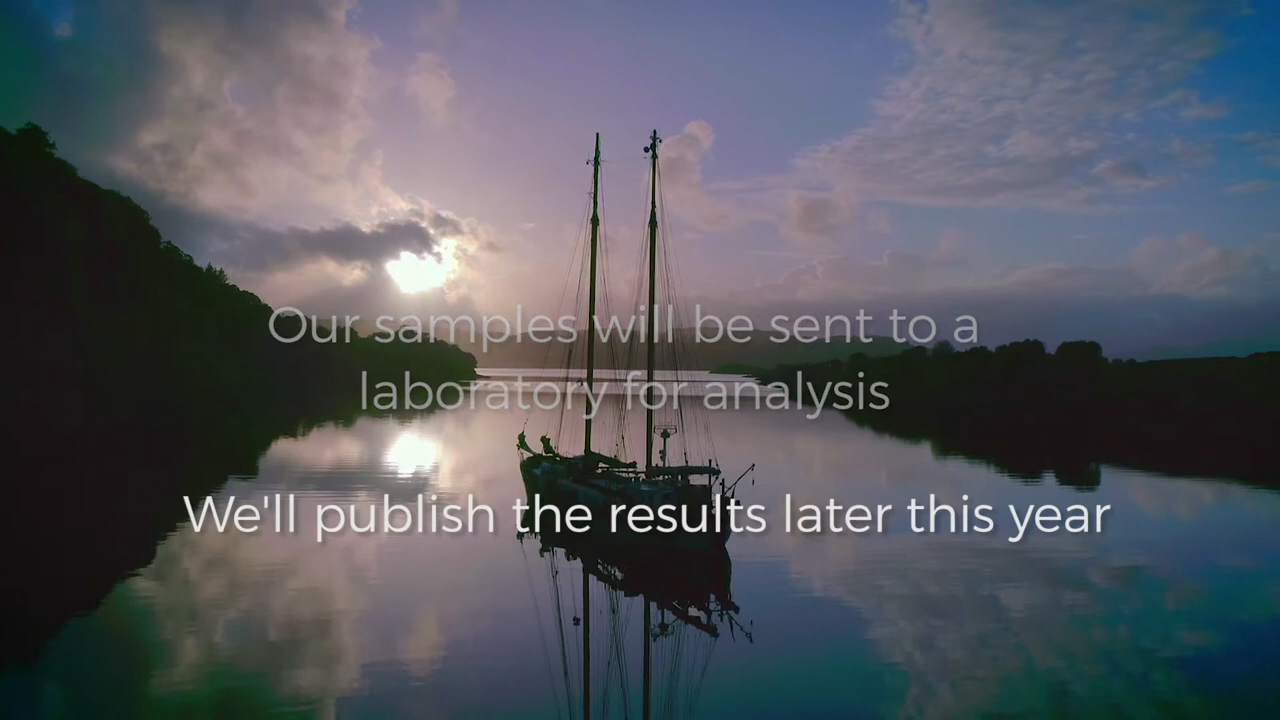 Our samples will be sent to a
laboratory for analysis
We'll publish the results later this year